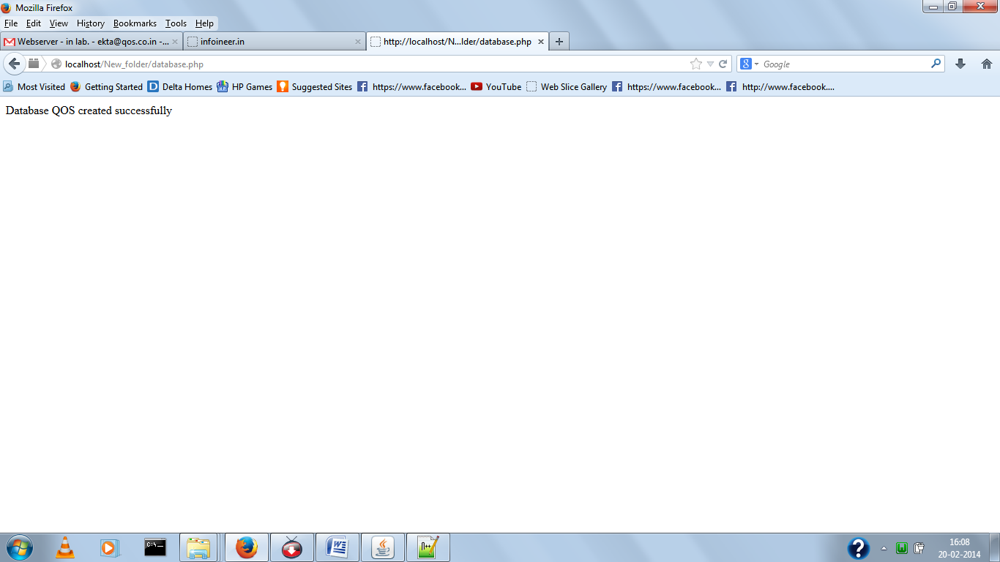 Mozilla Firefox
File Edit View History Bookmarks Tools Help
Webserver - in lab. - ekta@qos.co.in -... infoineer.in http://localhost/N...lder/database.php
localhost/New_folder/database.php Google
Most Visited Getting Started Delta Homes HP Games Suggested Sites https://www.facebook... YouTube Web Slice Gallery https://www.facebook... http://www.facebook....
Database QOS created successfully
16:08
20-02-2014